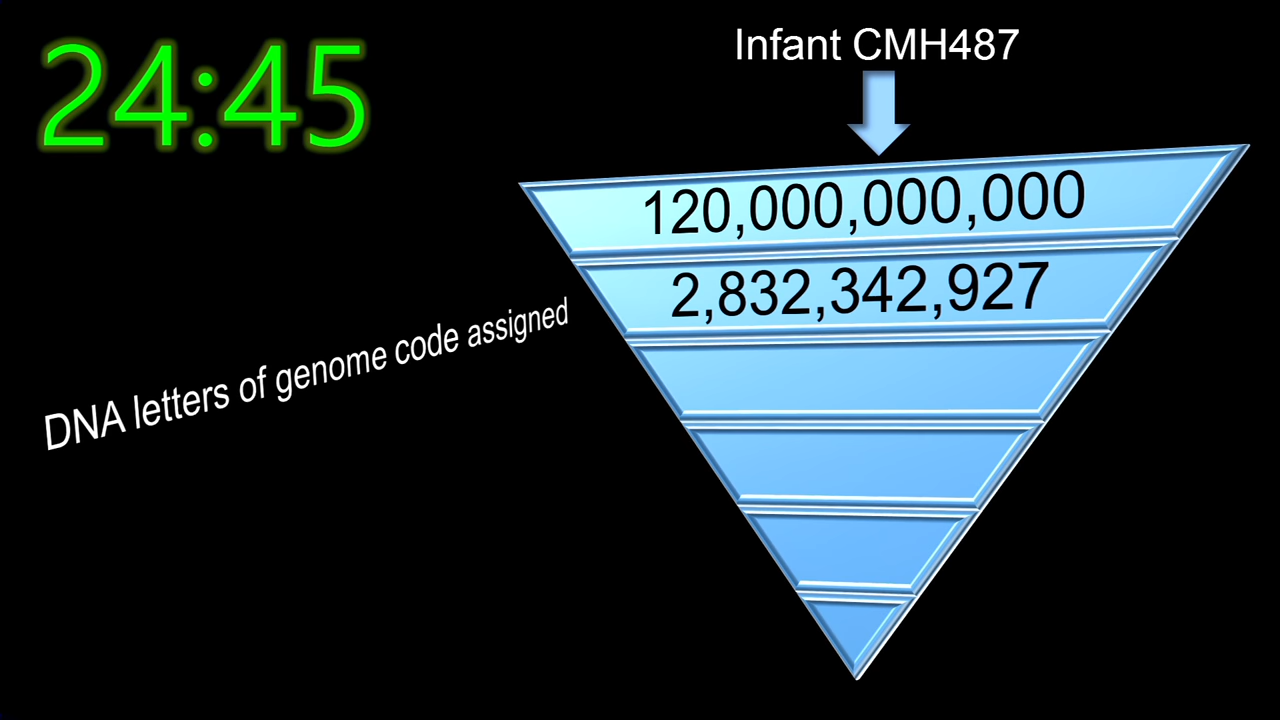 24:45
Infant CMH487
120,000,000,000
2,832,342,927
DNA letters of genome code assigned